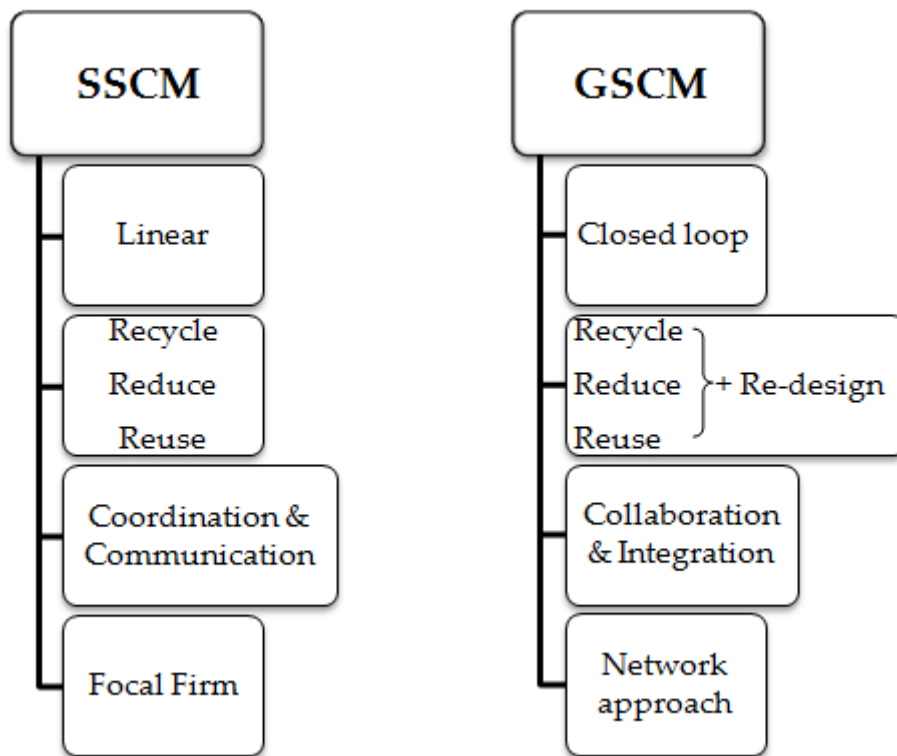 SSCM
Linear
Recycle
Reduce
Reuse
Coordination &
Communication
Focal Firm
GSCM
Closed loop
Recycle
Reduce
Reuse
+ Re-design
Collaboration
& Integration
Network
approach